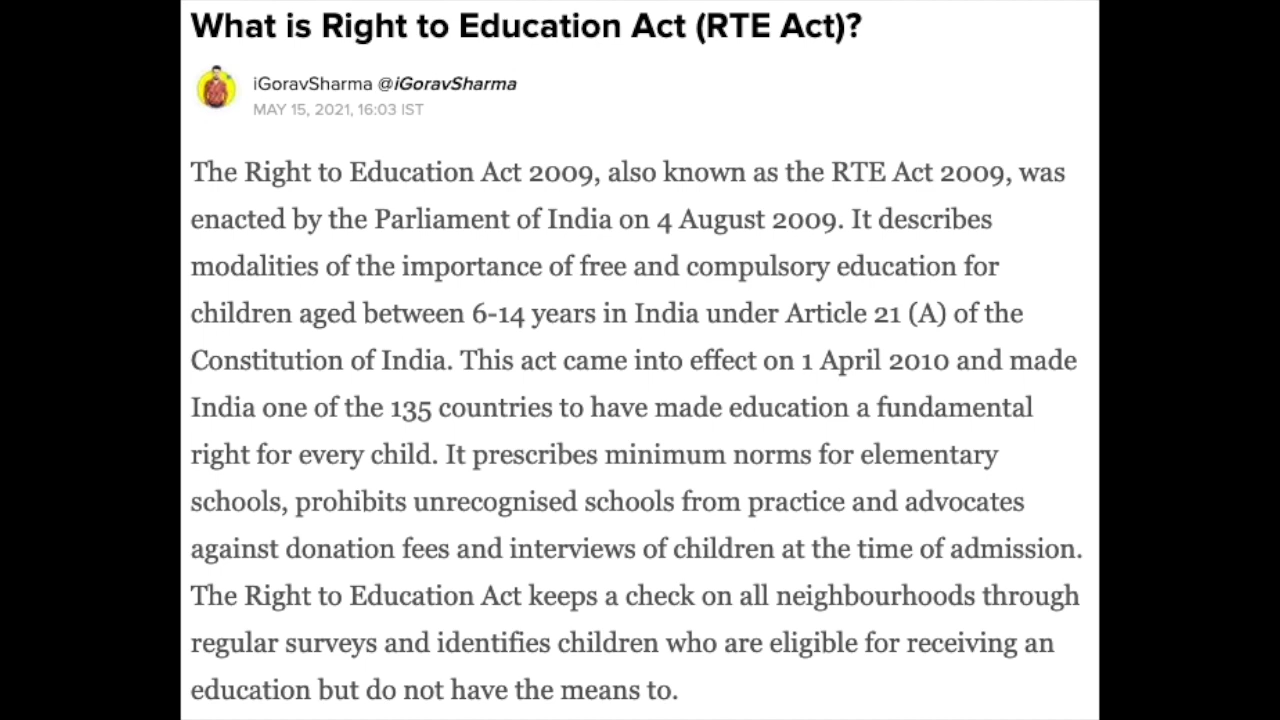 What is Right to Education Act (RTE Act)?
iGoravSharma @iGoravSharma
MAY 15, 2021, 16:03 IST
The Right to Education Act 2009, also known as the RTE Act 2009, was
enacted by the Parliament of India on 4 August 2009. It describes
modalities of the importance of free and compulsory education for
children aged between 6-14 years in India under Article 21 (A) of the
Constitution of India. This act came into effect on 1 April 2010 and made
India one of the 135 countries to have made education a fundamental
right for every child. It prescribes minimum norms for elementary
schools, prohibits unrecognised schools from practice and advocates
against donation fees and interviews of children at the time of admission.
The Right to Education Act keeps a check on all neighbourhoods through
regular surveys and identifies children who are eligible for receiving an
education but do not have the means to.